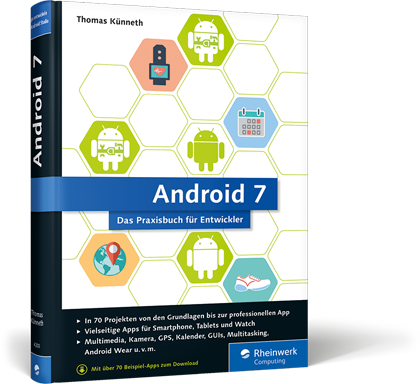 Thomas Künneth
Android 7
Das Praxisbuch für Entwickler
In 70 Projekten von den Grundlagen bis zur professionellen App
Vielseitige Apps für Smartphone, Tablets und Watch
Multimedia, Kamera, GPS, Kalender, GUIs, Multitasking,
Android Wear u. v. m.
Mit über 70 Beispiel-Apps zum Download
Rheinwerk
Computing
Android 7
Thomas
Künneth